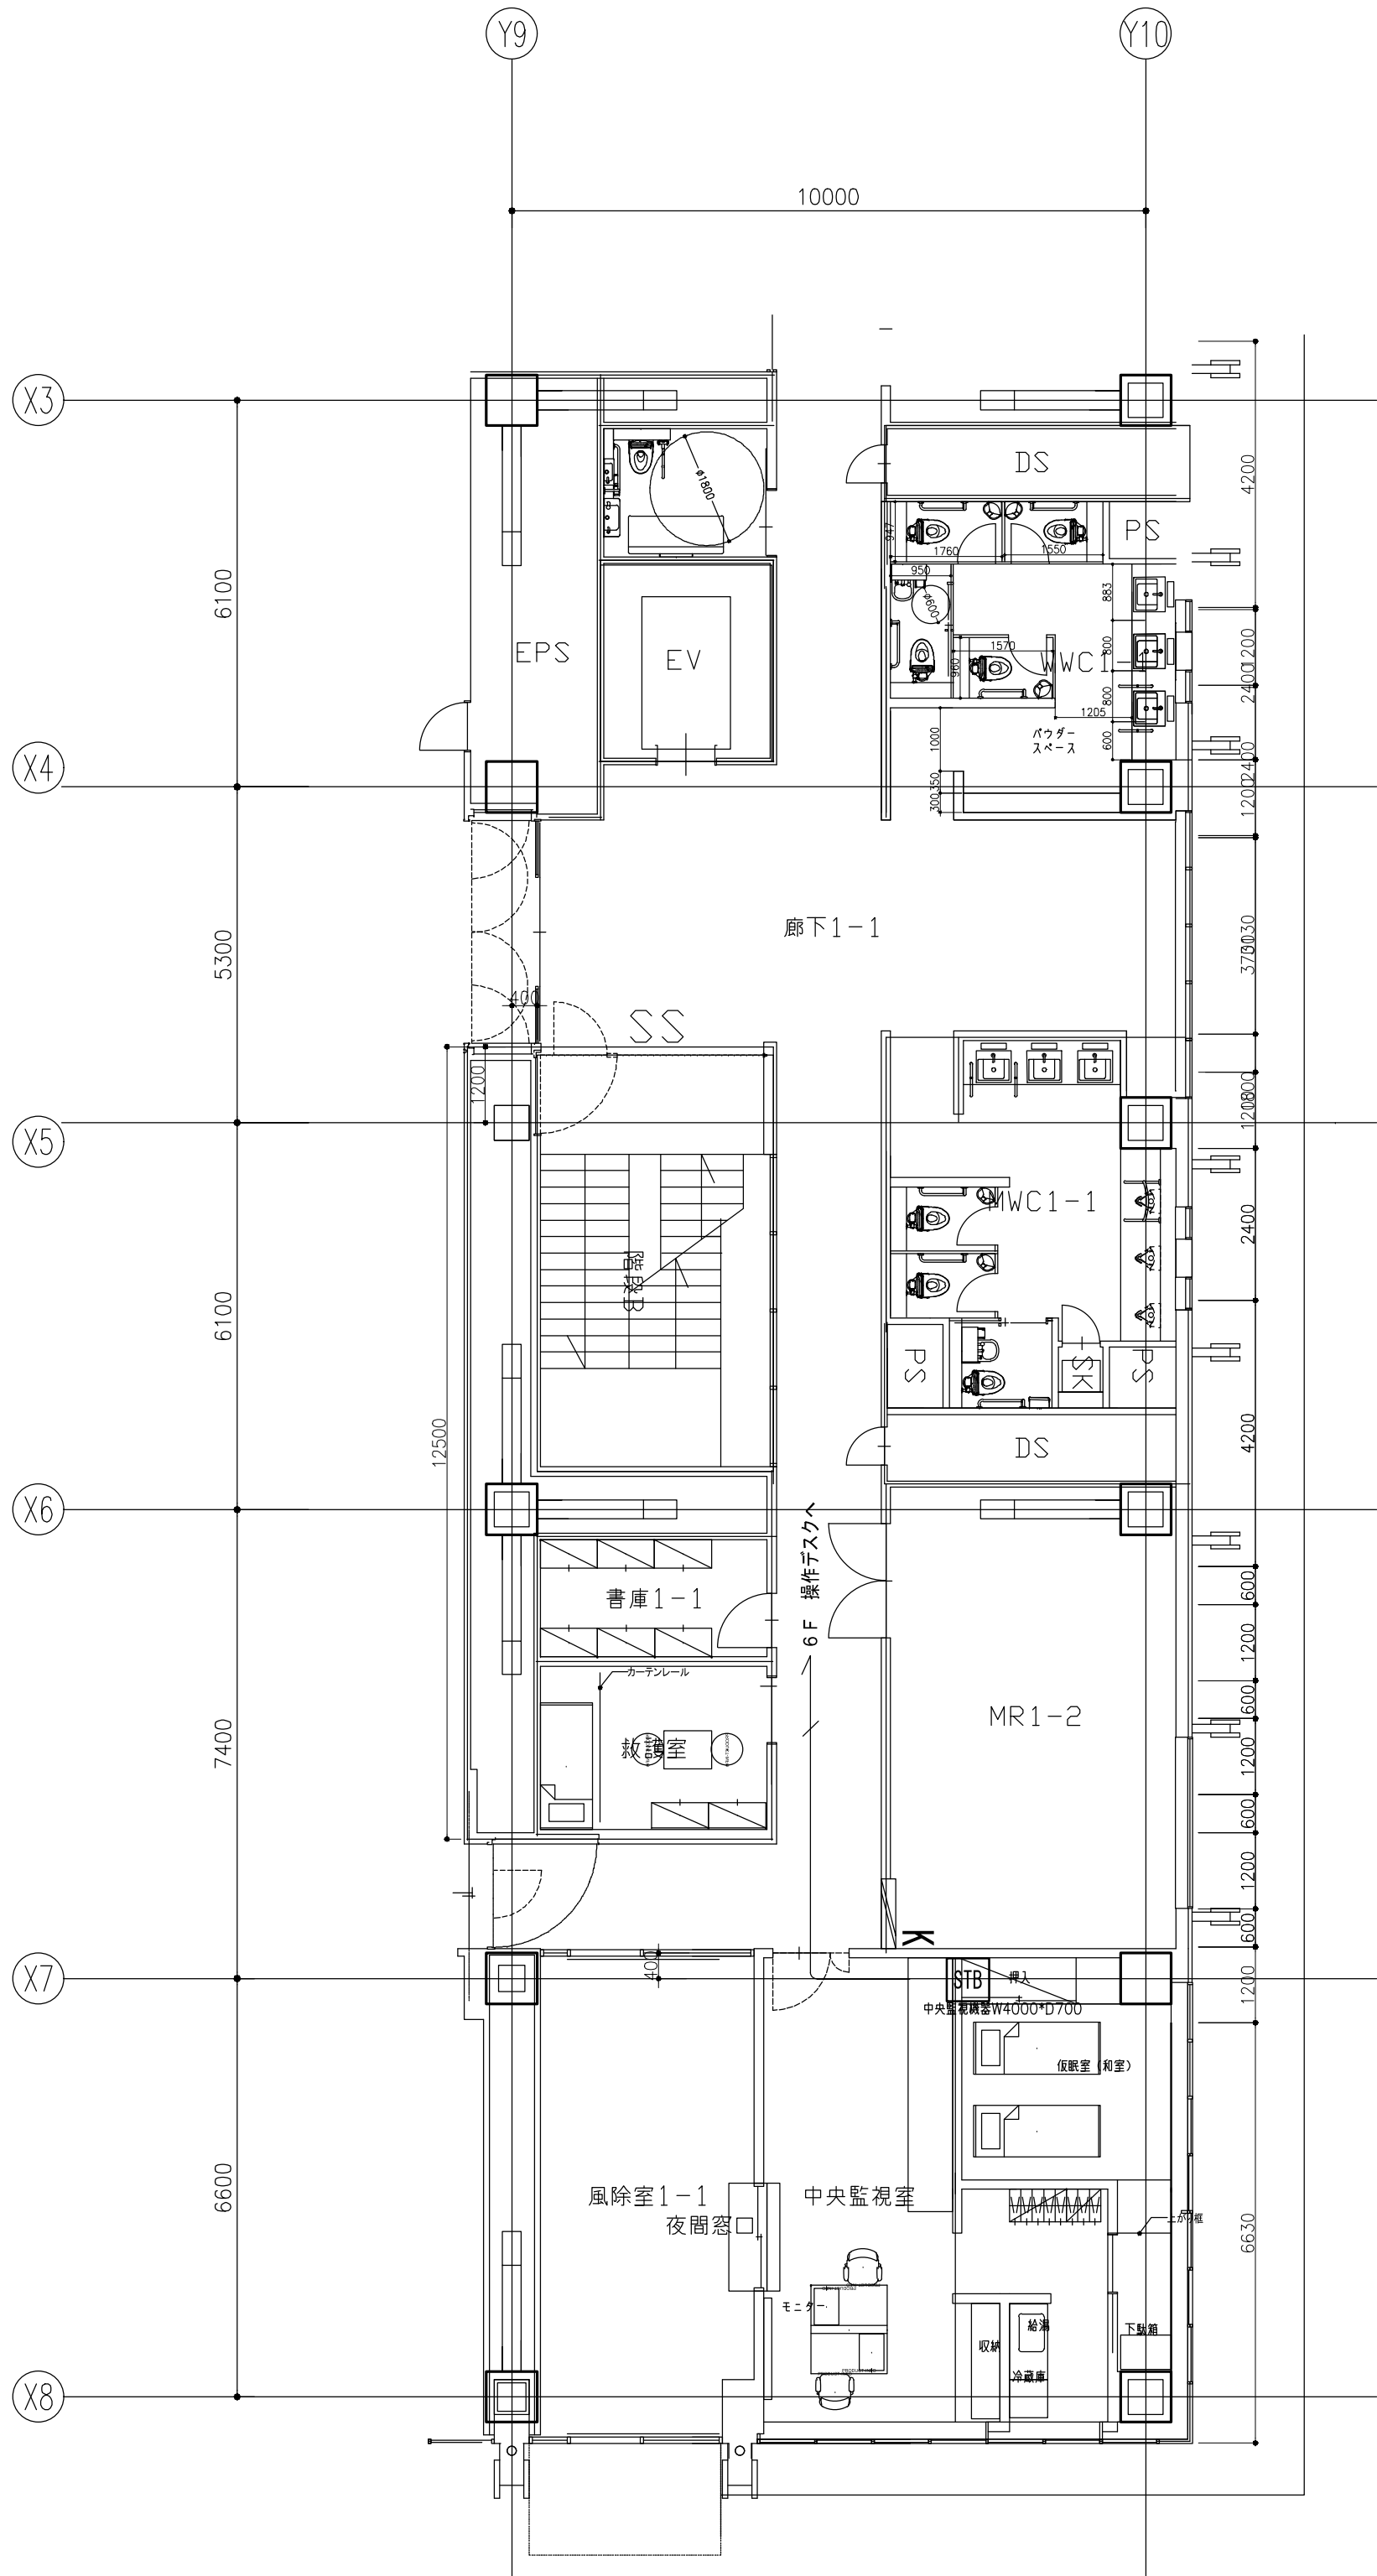 Y9
Y10
10000
X3
DS
4200
φ1800
947
1760
1550
PS
950
φ600
883
6100
EPS
EV
1570
960
WWC1-1
800
1200
2400
800
1205
パウダー
スペース
1000
600
X4
350
300
2400
1200
廊下1-1
5300
400
SS
1200
X5
1200
MWC1-1
2400
階段B
6100
PS
SK
PS
12500
DS
4200
X6
6F 操作デスクへ
600
書庫1-1
1200
カーテンレール
600
MR1-2
7400
救護室
1200
600
1200
K
600
400
X7
STB
押入
1200
中央監視機器W4000*D700
仮眠室(和室)
6600
風除室1-1
中央監視室
夜間窓
上がり框
6630
モニター
給湯
下駄箱
収納
冷蔵庫
X8